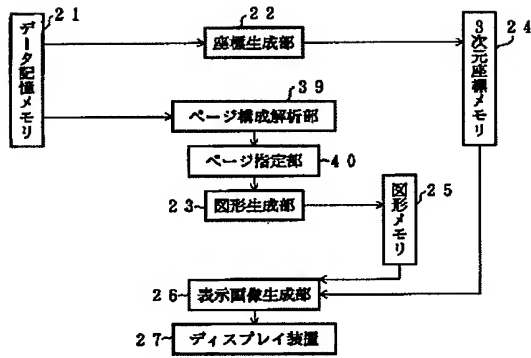 21
データ記憶メモリ
22
座標生成部
24
3次元座標メモリ
39
ページ構成解析部
ページ指定部
40
23
図形生成部
25
図形メモリ
26
表示画像生成部
27
ディスプレイ装置